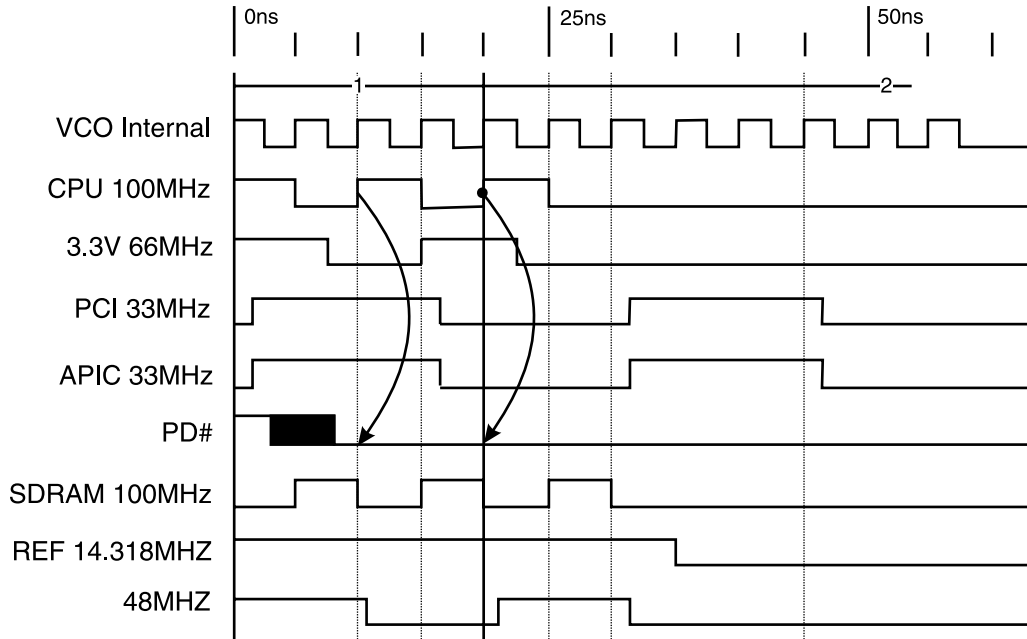 0ns 25ns 50ns
1 2
VCO Internal
CPU 100MHz
3.3V 66MHz
PCI 33MHz
APIC 33MHz
PD#
SDRAM 100MHz
REF 14.318MHZ
48MHZ